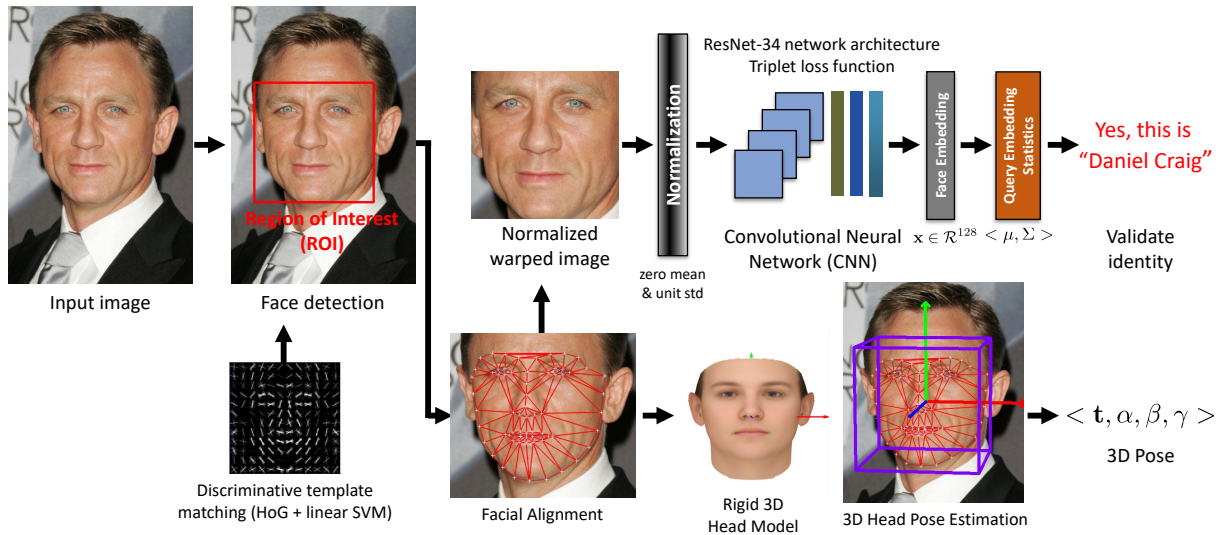 ResNet-34 network architecture
Triplet loss function
Normalization
Face Embedding
Query Embedding
Statistics
Yes, this is
“Daniel Craig”
Region of Interest
(ROI)
Input image
Face detection
Normalized
warped image
zero mean
& unit std
Convolutional Neural
Network (CNN)
x ∈ R¹²⁸
< μ, Σ >
Validate
identity
Discriminative template
matching (HoG + linear SVM)
Facial Alignment
Rigid 3D
Head Model
3D Head Pose Estimation
< t, α, β, γ >
3D Pose